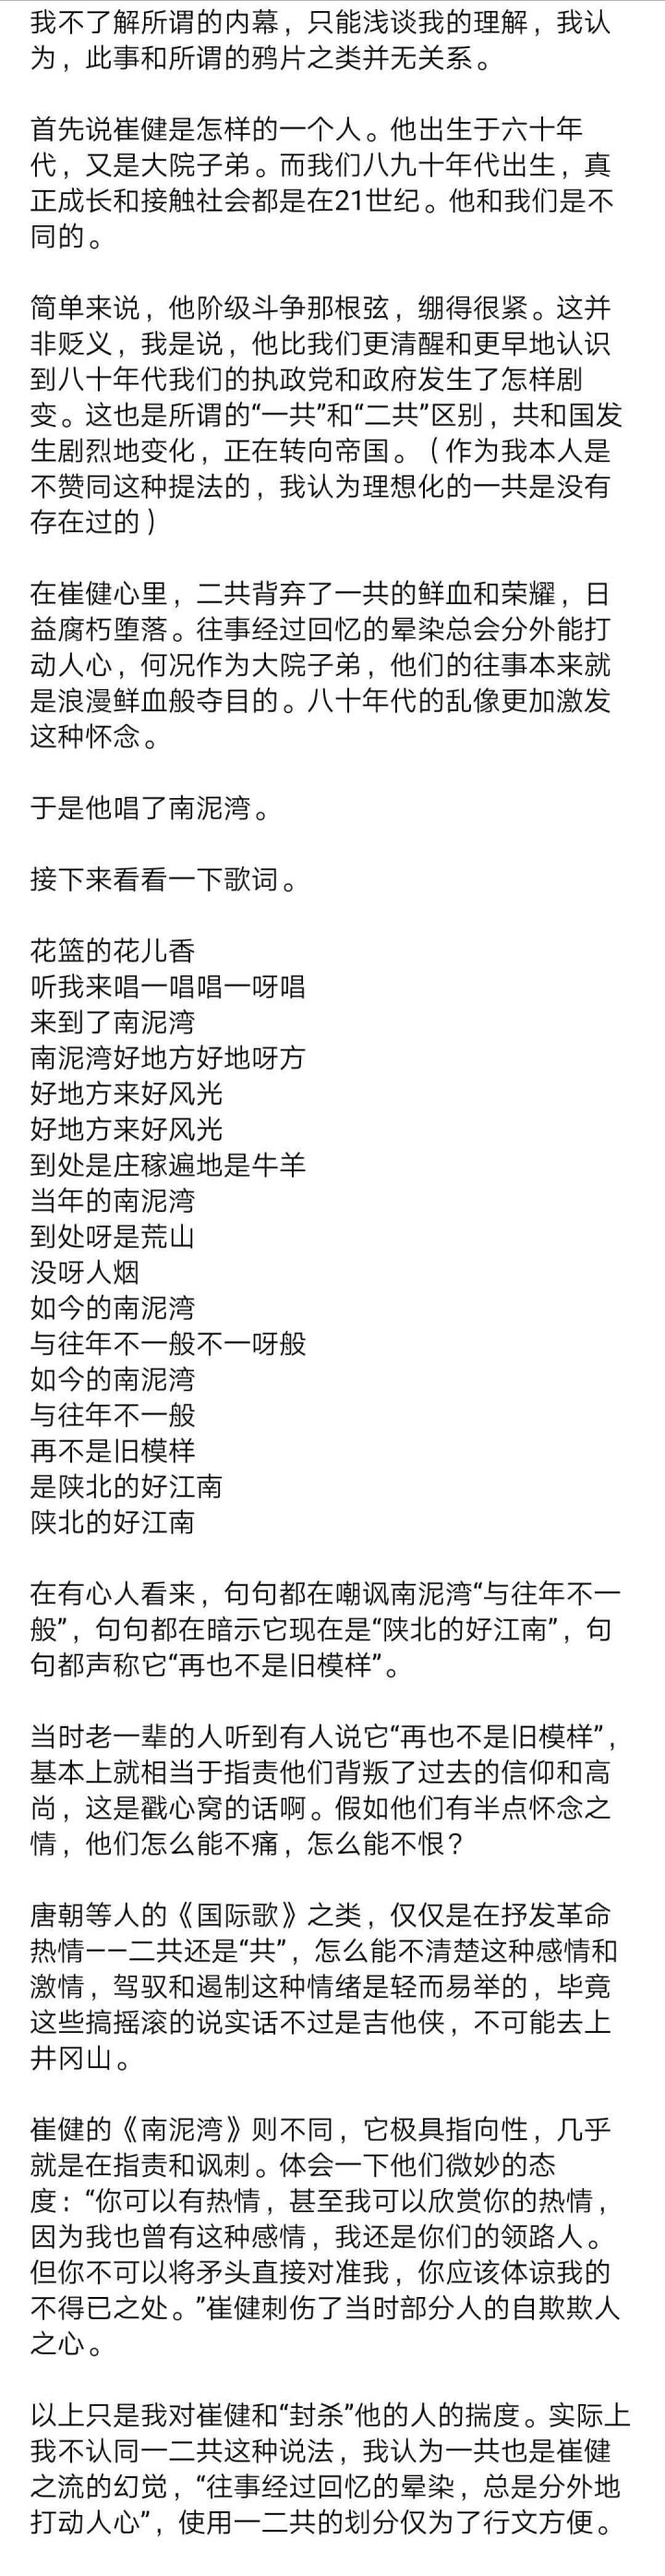 我不了解所谓的内幕，只能浅谈我的理解，我认
为，此事和所谓的鸦片之类并无关系。
首先说崔健是怎样的一个人。他出生于六十年
代，又是大院子弟。而我们八九十年代出生，真
正成长和接触社会都是在21世纪。他和我们是不
同的。
简单来说，他阶级斗争那根弦，绷得很紧。这并
非贬义，我是说，他比我们更清醒和更早地认识
到八十年代我们的执政党和政府发生了怎样剧
变。这也是所谓的“一共”和“二共”区别，共和国发
生剧烈地变化，正在转向帝国。（作为我本人是
不赞同这种提法的，我认为理想化的一共是没有
存在过的）
在崔健心里，二共背弃了一共的鲜血和荣耀，日
益腐朽堕落。往事经过回忆的晕染总会分外能打
动人心，何况作为大院子弟，他们的往事本来就
是浪漫鲜血般夺目的。八十年代的乱像更加激发
这种怀念。
于是他唱了南泥湾。
接下来看看一下歌词。
花篮的花儿香
听我来唱一唱唱一呀唱
来到了南泥湾
南泥湾好地方好地呀方
好地方来好风光
好地方来好风光
到处是庄稼遍地是牛羊
当年的南泥湾
到处呀是荒山
没呀人烟
如今的南泥湾
与往年不一般不一呀般
如今的南泥湾
与往年不一般
再不是旧模样
是陕北的好江南
陕北的好江南
在有心人看来，句句都在嘲讽南泥湾“与往年不一
般”，句句都在暗示它现在是“陕北的好江南”，句
句都声称它“再也不是旧模样”。
当时老一辈的人听到有人说它“再也不是旧模样”，
基本上就相当于指责他们背叛了过去的信仰和高
尚，这是戳心窝的话啊。假如他们有半点怀念之
情，他们怎么能不痛，怎么能不恨？
唐朝等人的《国际歌》之类，仅仅是在抒发革命
热情——二共还是“共”，怎么能不清楚这种感情和
激情，驾驭和遏制这种情绪是轻而易举的，毕竟
这些搞摇滚的说实话不过是吉他侠，不可能去上
井冈山。
崔健的《南泥湾》则不同，它极具指向性，几乎
就是在指责和讽刺。体会一下他们微妙的态
度：“你可以有热情，甚至我可以欣赏你的热情，
因为我也曾有这种感情，我还是你们的领路人。
但你不可以将矛头直接对准我，你应该体谅我的
不得已之处。”崔健刺伤了当时部分人的自欺欺人
之心。
以上只是我对崔健和“封杀”他的人的揣度。实际上
我不认同一二共这种说法，我认为一共也是崔健
之流的幻觉，“往事经过回忆的晕染，总是分外地
打动人心”，使用一二共的划分仅为了行文方便。